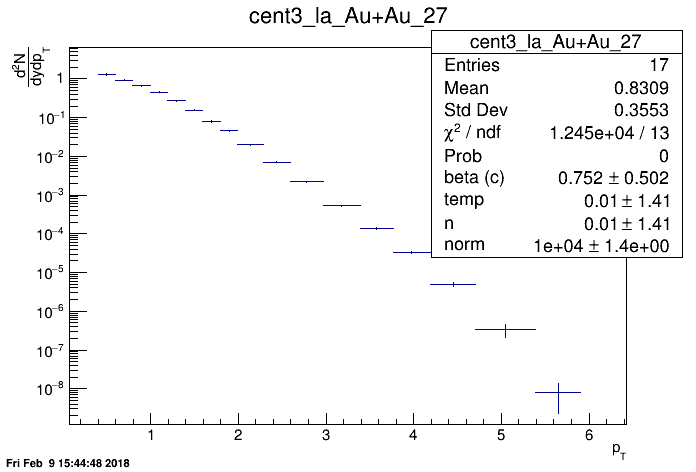 cent3_la_Au+Au_27
d²N
dydp_T
cent3_la_Au+Au_27
Entries 17
Mean 0.8309
Std Dev 0.3553
χ² / ndf 1.245e+04 / 13
Prob 0
beta (c) 0.752 ± 0.502
temp 0.01 ± 1.41
n 0.01 ± 1.41
norm 1e+04 ± 1.4e+00
1
10⁻¹
10⁻²
10⁻³
10⁻⁴
10⁻⁵
10⁻⁶
10⁻⁷
10⁻⁸
1 2 3 4 5 6
p_T
Fri Feb 9 15:44:48 2018